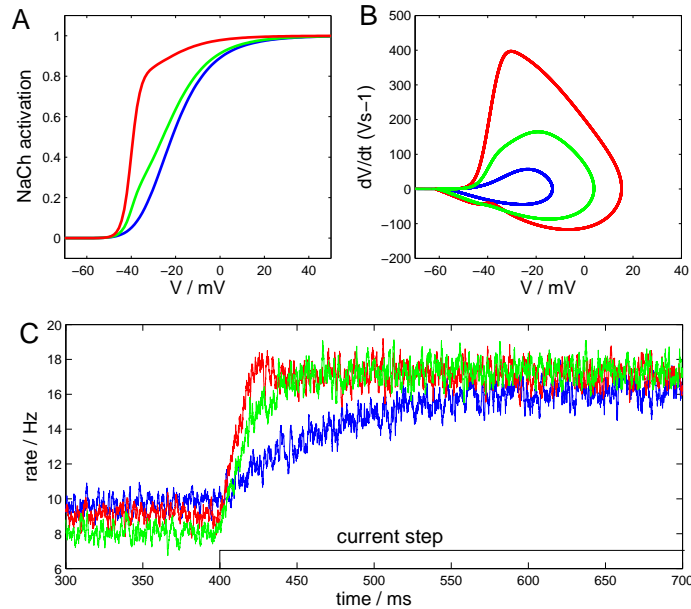 A
NaCh activation
1
0.8
0.6
0.4
0.2
0
−60 −40 −20 0 20 40
V / mV
B
dV/dt (Vs−1)
500
400
300
200
100
0
−100
−200
−60 −40 −20 0 20 40
V / mV
C
rate / Hz
20
18
16
14
12
10
8
6
current step
300 350 400 450 500 550 600 650 700
time / ms